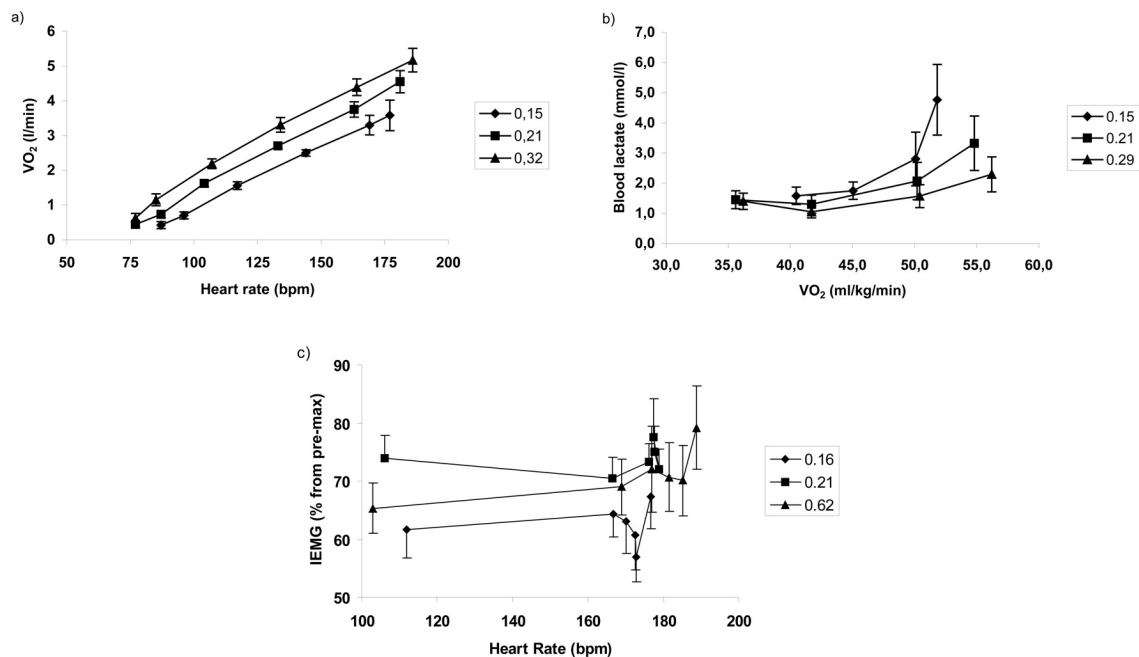 a)
6
5
4
3
2
1
0
VO2 (l/min)
50 75 100 125 150 175 200
Heart rate (bpm)
0,15
0,21
0,32
b)
7,0
6,0
5,0
4,0
3,0
2,0
1,0
0,0
Blood lactate (mmol/l)
30,0 35,0 40,0 45,0 50,0 55,0 60,0
VO2 (ml/kg/min)
0.15
0.21
0.29
c)
90
80
70
60
50
IEMG (% from pre-max)
100 120 140 160 180 200
Heart Rate (bpm)
0.16
0.21
0.62